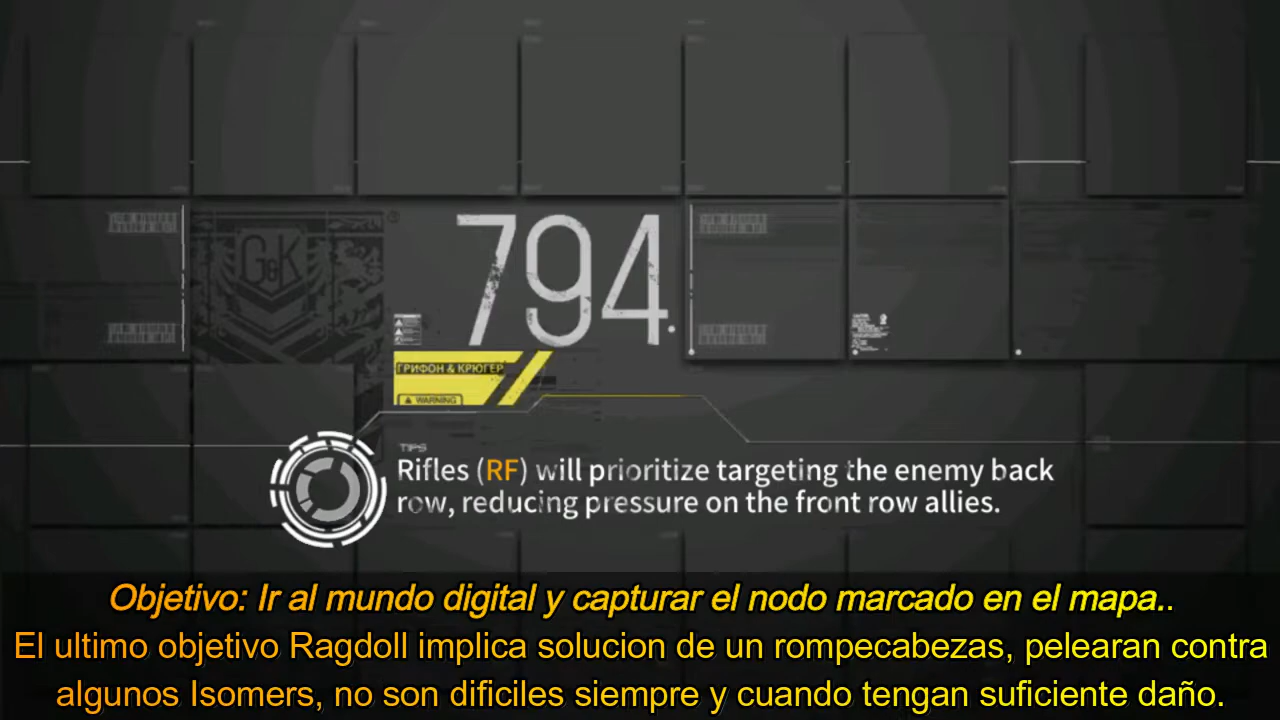 G&K
794.
ГРИФОН & КРЮГЕР
WARNING
TIPS
Rifles (RF) will prioritize targeting the enemy back
row, reducing pressure on the front row allies.
Objetivo: Ir al mundo digital y capturar el nodo marcado en el mapa..
El ultimo objetivo Ragdoll implica solucion de un rompecabezas, pelearan contra
algunos Isomers, no son dificiles siempre y cuando tengan suficiente daño.